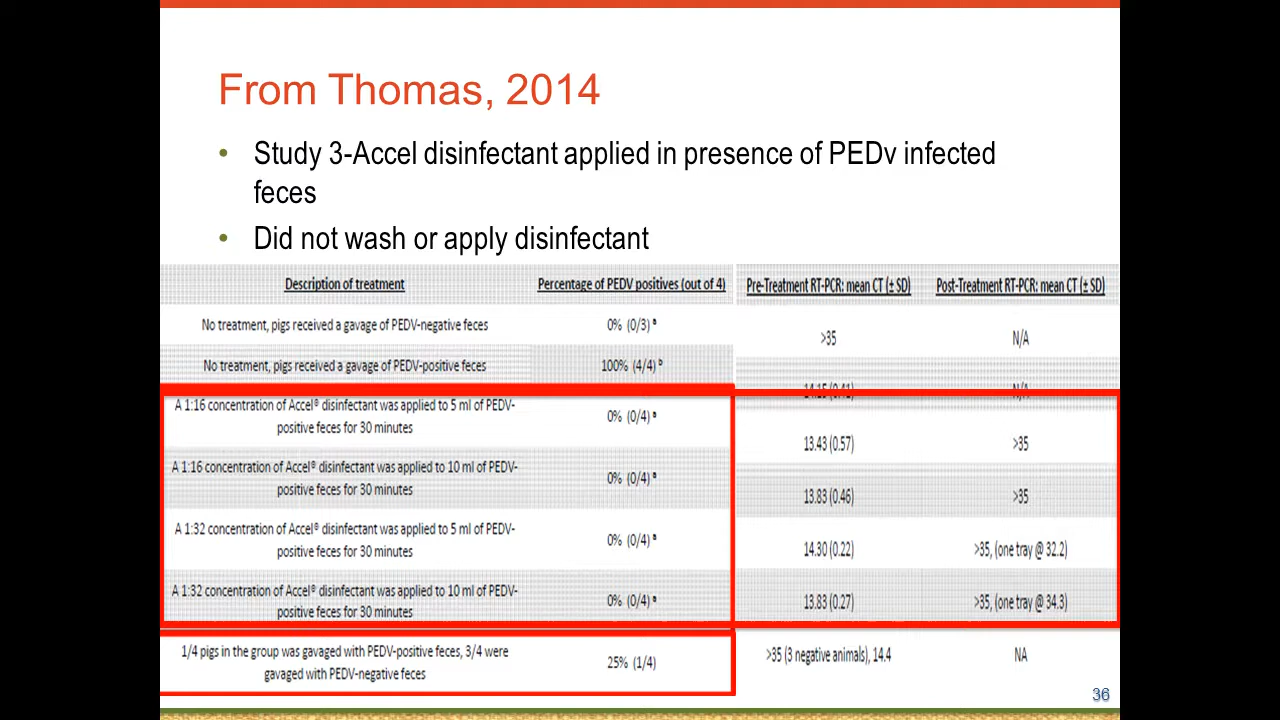 From Thomas, 2014
• Study 3-Accel disinfectant applied in presence of PEDv infected
feces
• Did not wash or apply disinfectant
Description of treatment Percentage of PEDV positives (out of 4) Pre-Treatment RT-PCR: mean CT (± SD) Post-Treatment RT-PCR: mean CT (± SD)
No treatment, pigs received a gavage of PEDV-negative feces 0% (0/3) a >35 N/A
No treatment, pigs received a gavage of PEDV-positive feces 100% (4/4) b 14.15 (0.41) N/A
A 1:16 concentration of Accel® disinfectant was applied to 5 ml of PEDV-
positive feces for 30 minutes 0% (0/4) a 13.43 (0.57) >35
A 1:16 concentration of Accel® disinfectant was applied to 10 ml of PEDV-
positive feces for 30 minutes 0% (0/4) a 13.83 (0.46) >35
A 1:32 concentration of Accel® disinfectant was applied to 5 ml of PEDV-
positive feces for 30 minutes 0% (0/4) a 14.30 (0.22) >35, (one tray @ 32.2)
A 1:32 concentration of Accel® disinfectant was applied to 10 ml of PEDV-
positive feces for 30 minutes 0% (0/4) a 13.83 (0.27) >35, (one tray @ 34.3)
1/4 pigs in the group was gavaged with PEDV-positive feces, 3/4 were
gavaged with PEDV-negative feces 25% (1/4) >35 (3 negative animals), 14.4 NA
36